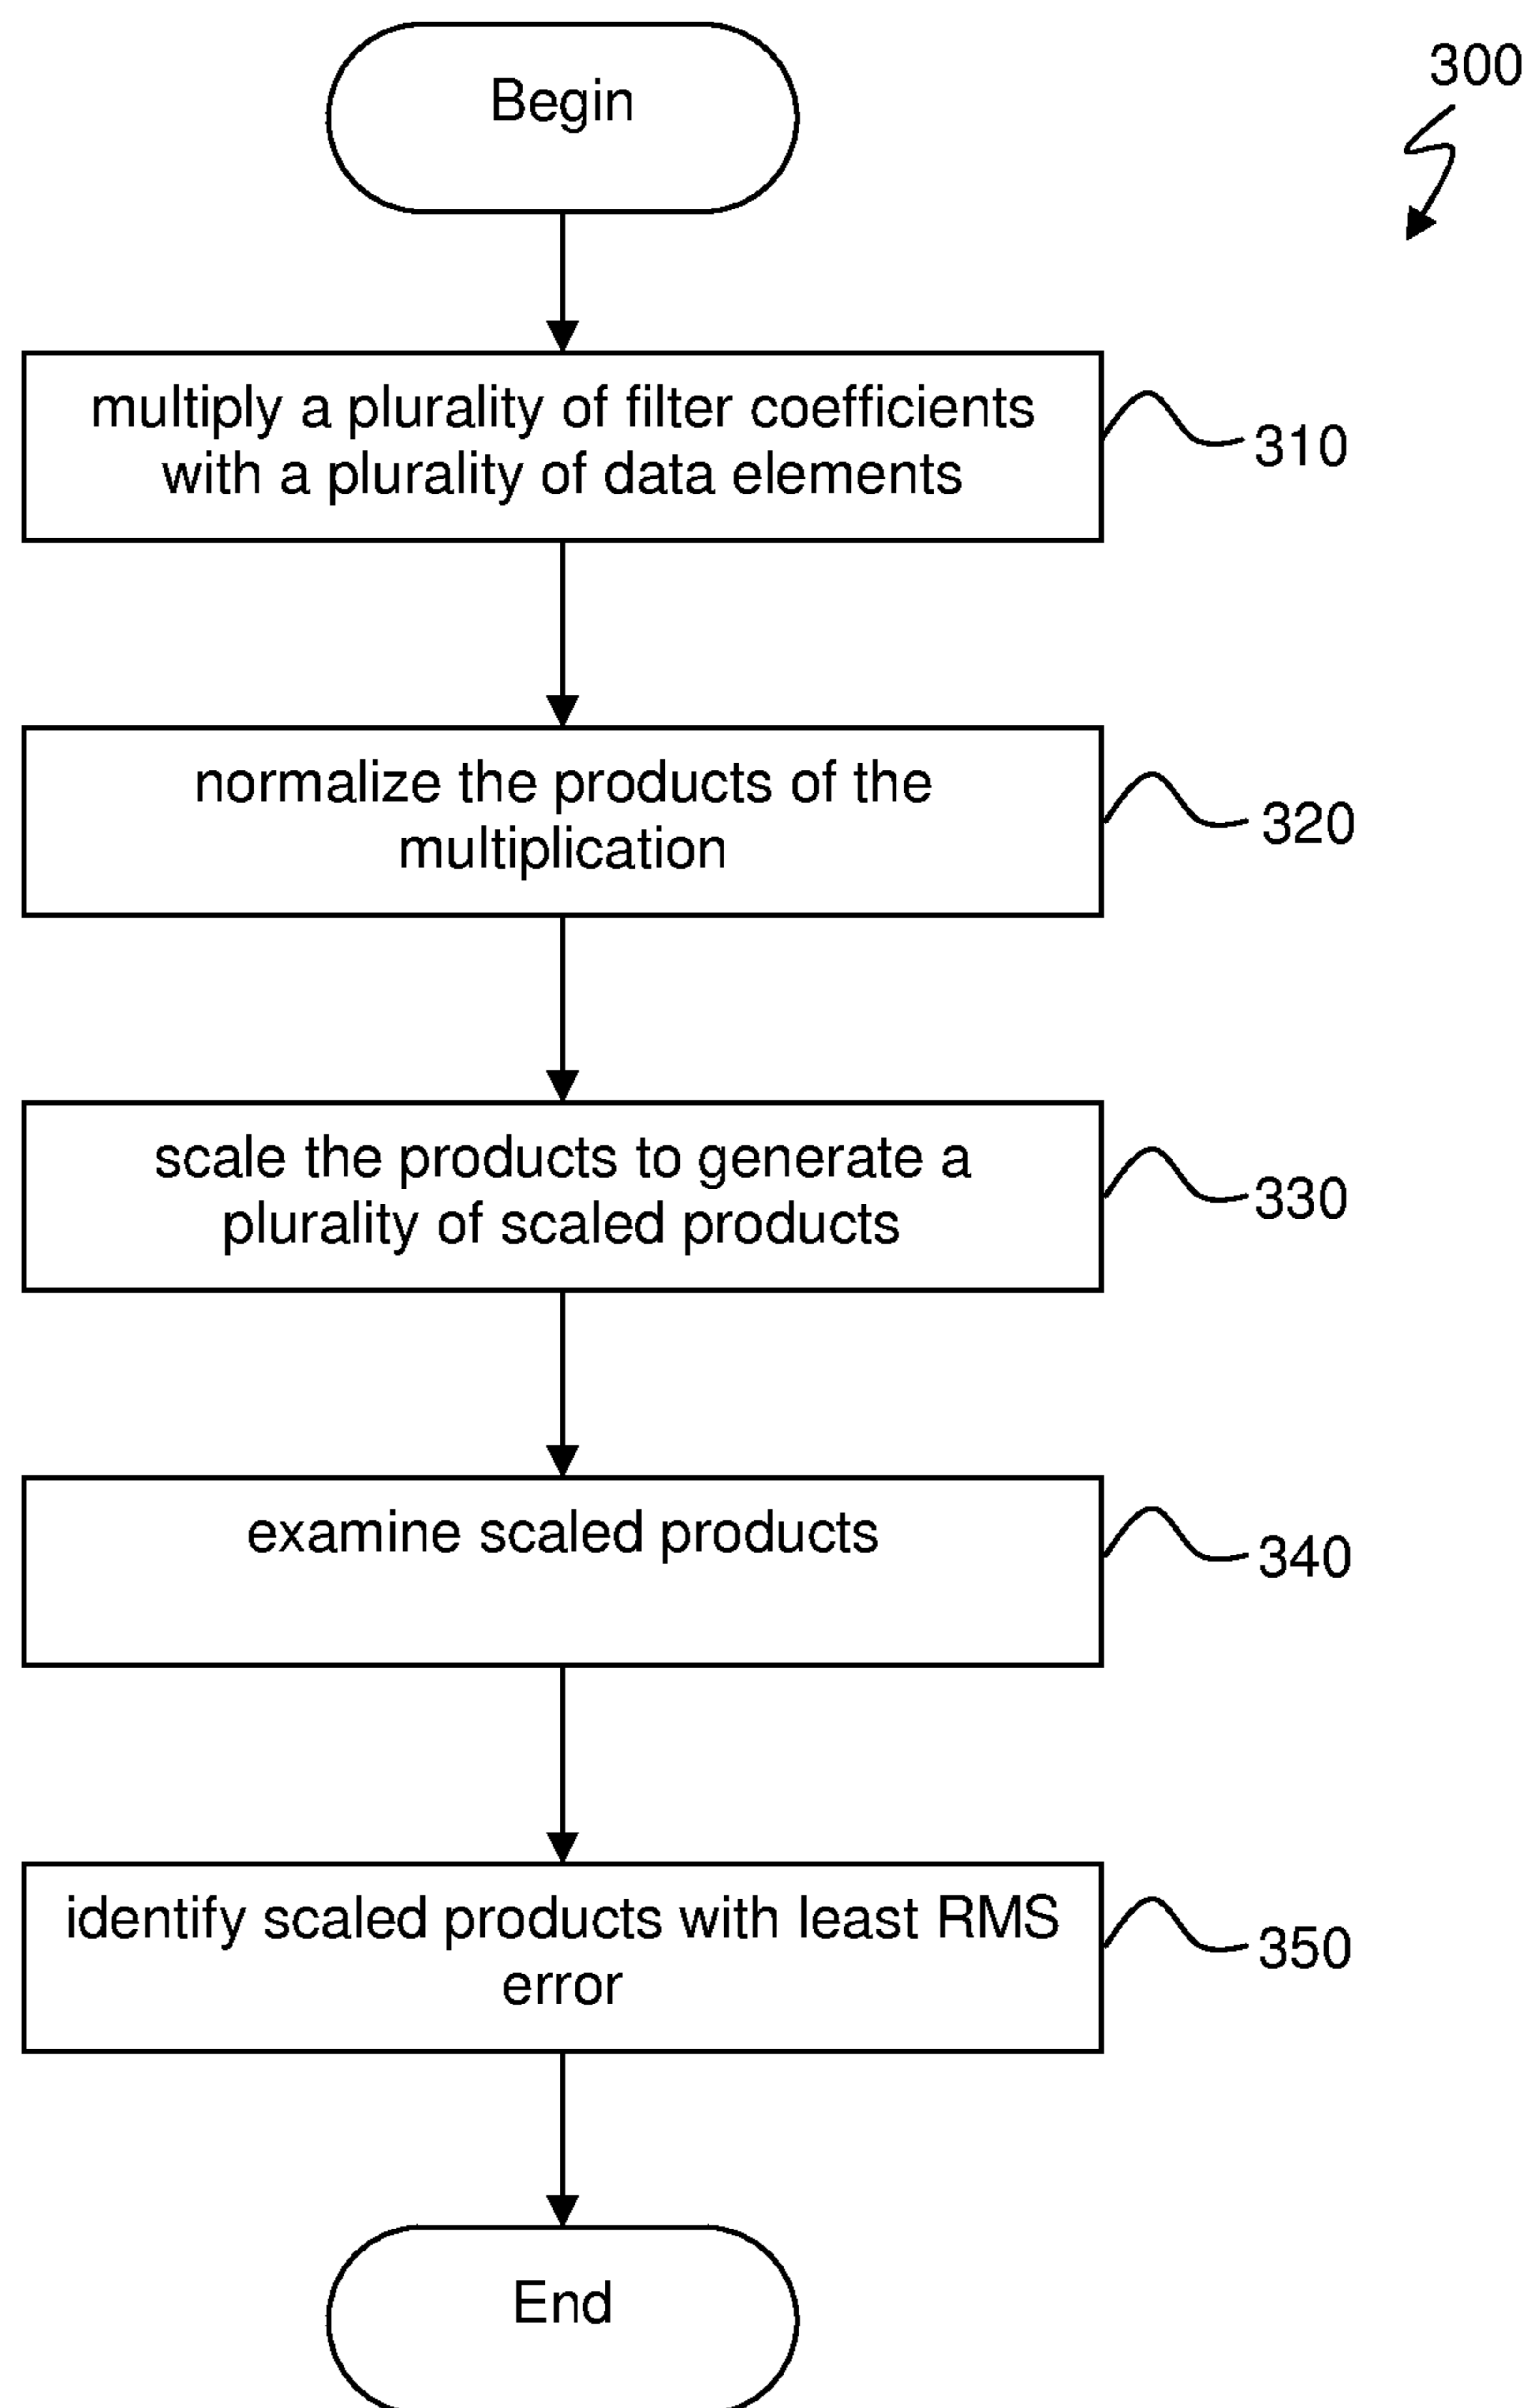 Begin
300
multiply a plurality of filter coefficients
with a plurality of data elements
310
normalize the products of the
multiplication
320
scale the products to generate a
plurality of scaled products
330
examine scaled products
340
identify scaled products with least RMS
error
350
End